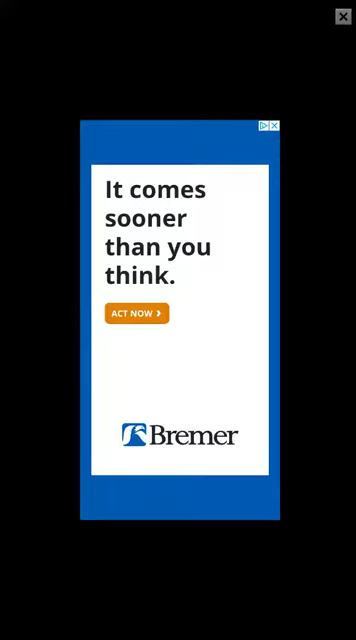 It comes
sooner
than you
think.
ACT NOW
Bremer